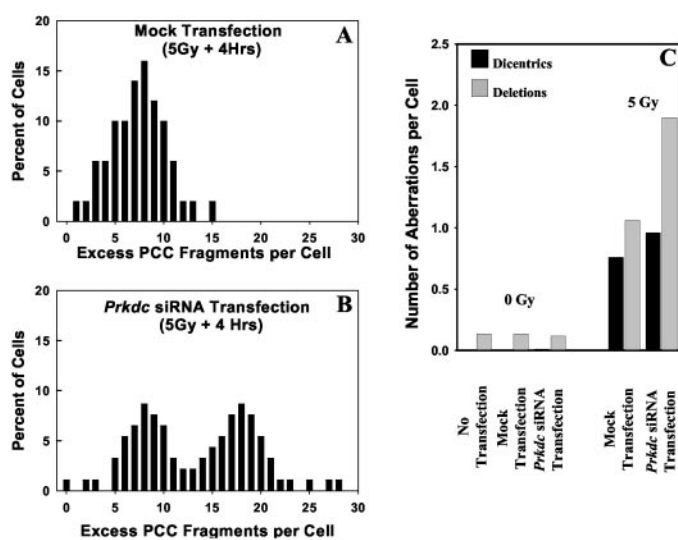 Mock Transfection
(5Gy + 4Hrs)
A
Percent of Cells
20
15
10
5
0
0 5 10 15 20 25 30
Excess PCC Fragments per Cell
Prkdc siRNA Transfection
(5Gy + 4 Hrs)
B
Percent of Cells
20
15
10
5
0
0 5 10 15 20 25 30
Excess PCC Fragments per Cell
C
Dicentrics
Deletions
5 Gy
0 Gy
Number of Aberrations per Cell
2.5
2.0
1.5
1.0
0.5
0.0
No
Transfection
Mock
Transfection
Prkdc siRNA
Transfection
Mock
Transfection
Prkdc siRNA
Transfection